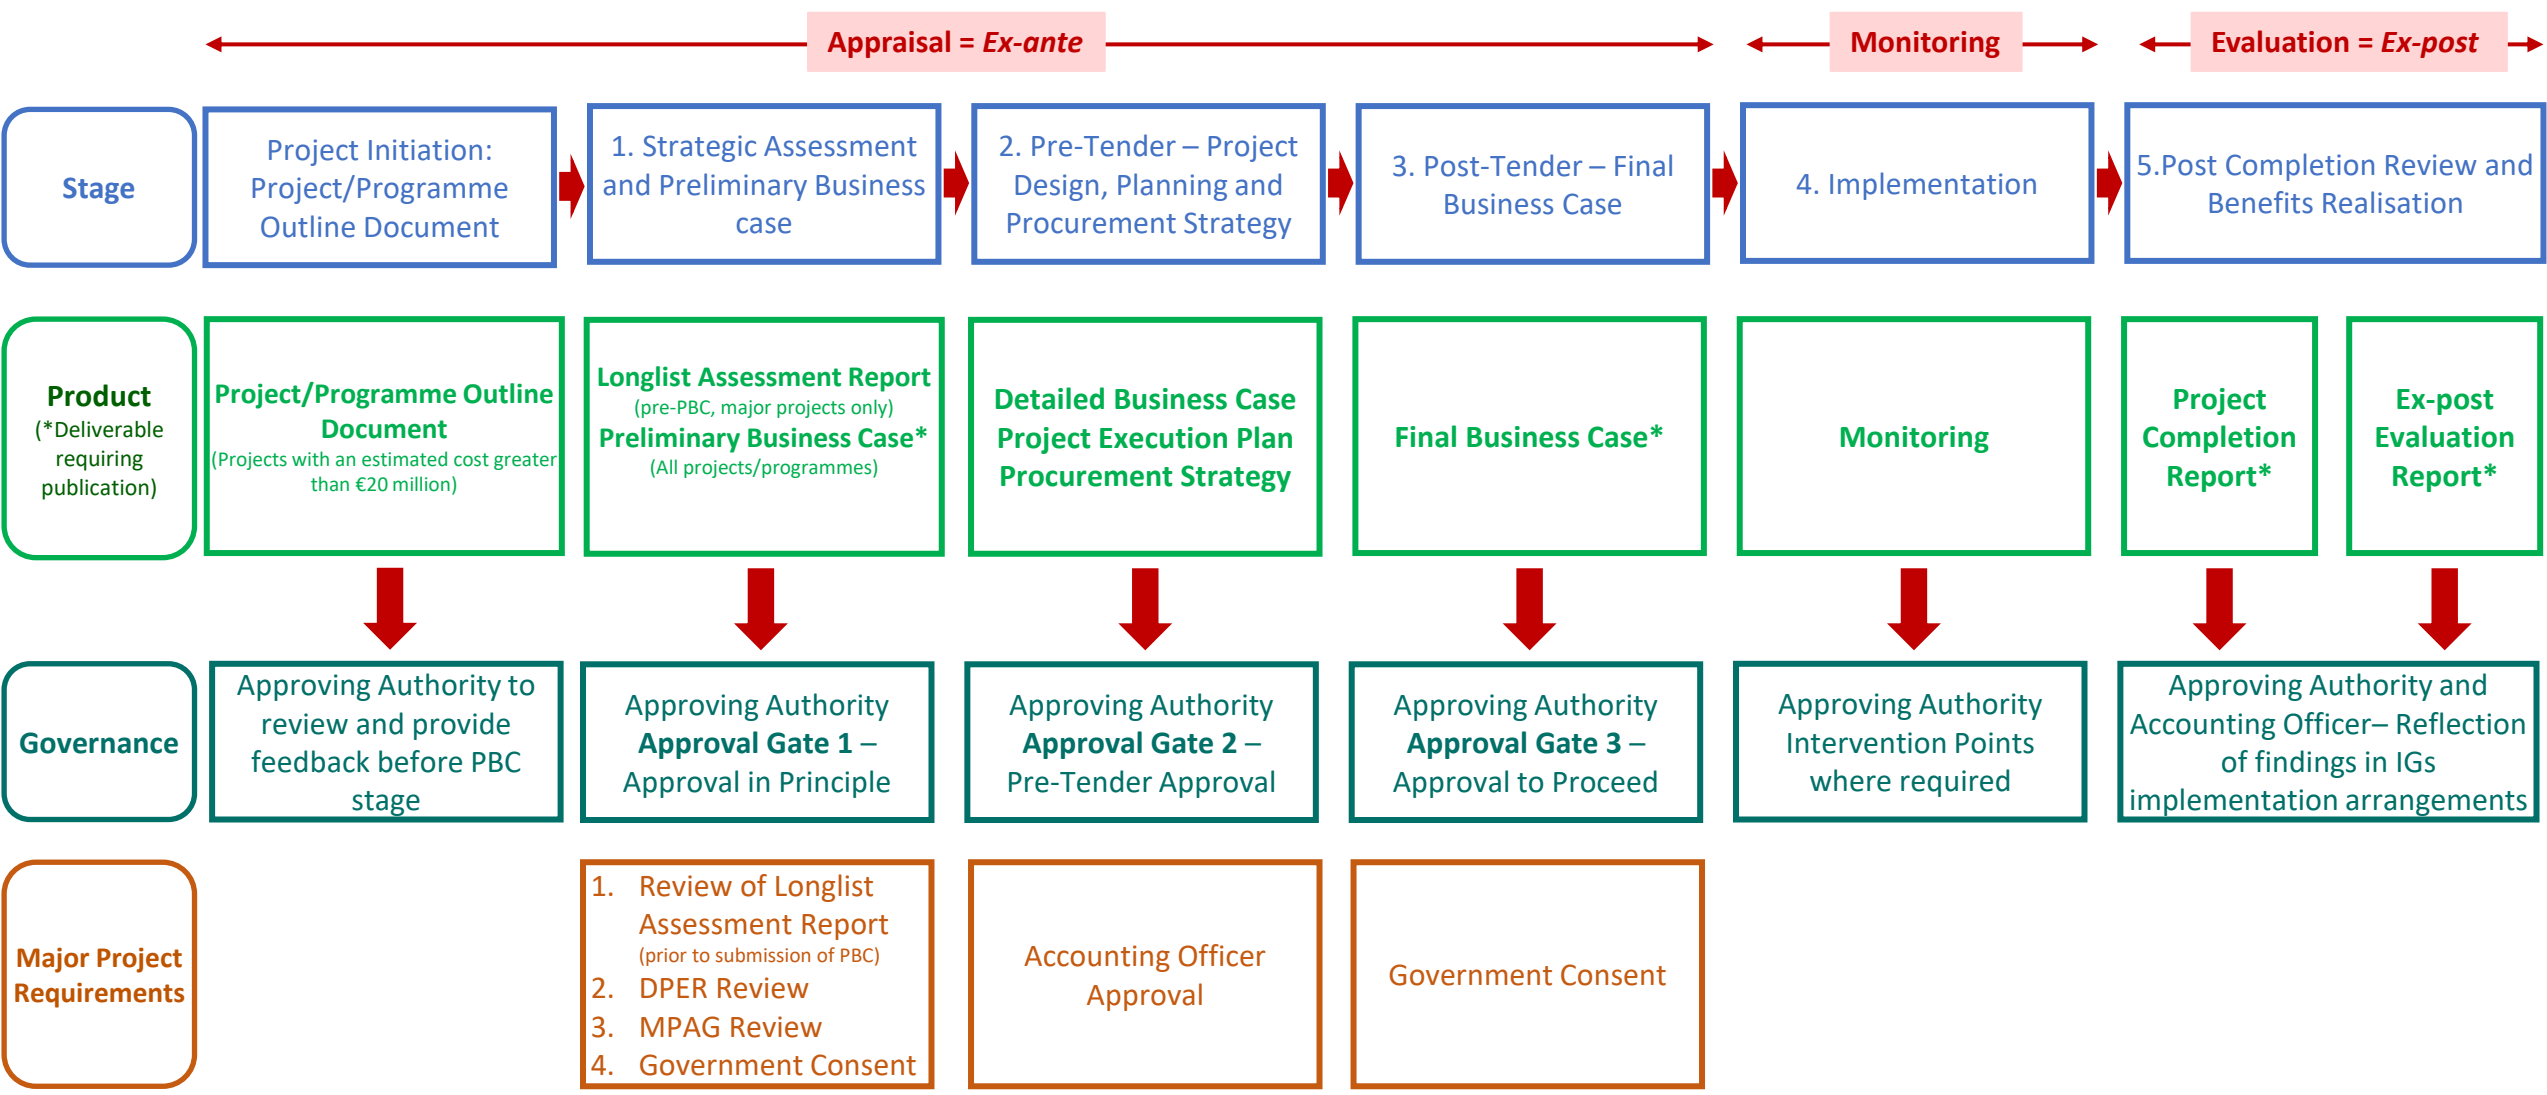 Appraisal = Ex-ante
Monitoring
Evaluation = Ex-post
Stage
Project Initiation:
Project/Programme
Outline Document
1. Strategic Assessment
and Preliminary Business
case
2. Pre-Tender – Project
Design, Planning and
Procurement Strategy
3. Post-Tender – Final
Business Case
4. Implementation
5.Post Completion Review and
Benefits Realisation
Product
(*Deliverable
requiring
publication)
Project/Programme Outline
Document
(Projects with an estimated cost greater
than €20 million)
Longlist Assessment Report
(pre-PBC, major projects only)
Preliminary Business Case*
(All projects/programmes)
Detailed Business Case
Project Execution Plan
Procurement Strategy
Final Business Case*
Monitoring
Project
Completion
Report*
Ex-post
Evaluation
Report*
Governance
Approving Authority to
review and provide
feedback before PBC
stage
Approving Authority
Approval Gate 1 –
Approval in Principle
Approving Authority
Approval Gate 2 –
Pre-Tender Approval
Approving Authority
Approval Gate 3 –
Approval to Proceed
Approving Authority
Intervention Points
where required
Approving Authority and
Accounting Officer– Reflection
of findings in IGs
implementation arrangements
Major Project
Requirements
1. Review of Longlist
Assessment Report
(prior to submission of PBC)
2. DPER Review
3. MPAG Review
4. Government Consent
Accounting Officer
Approval
Government Consent